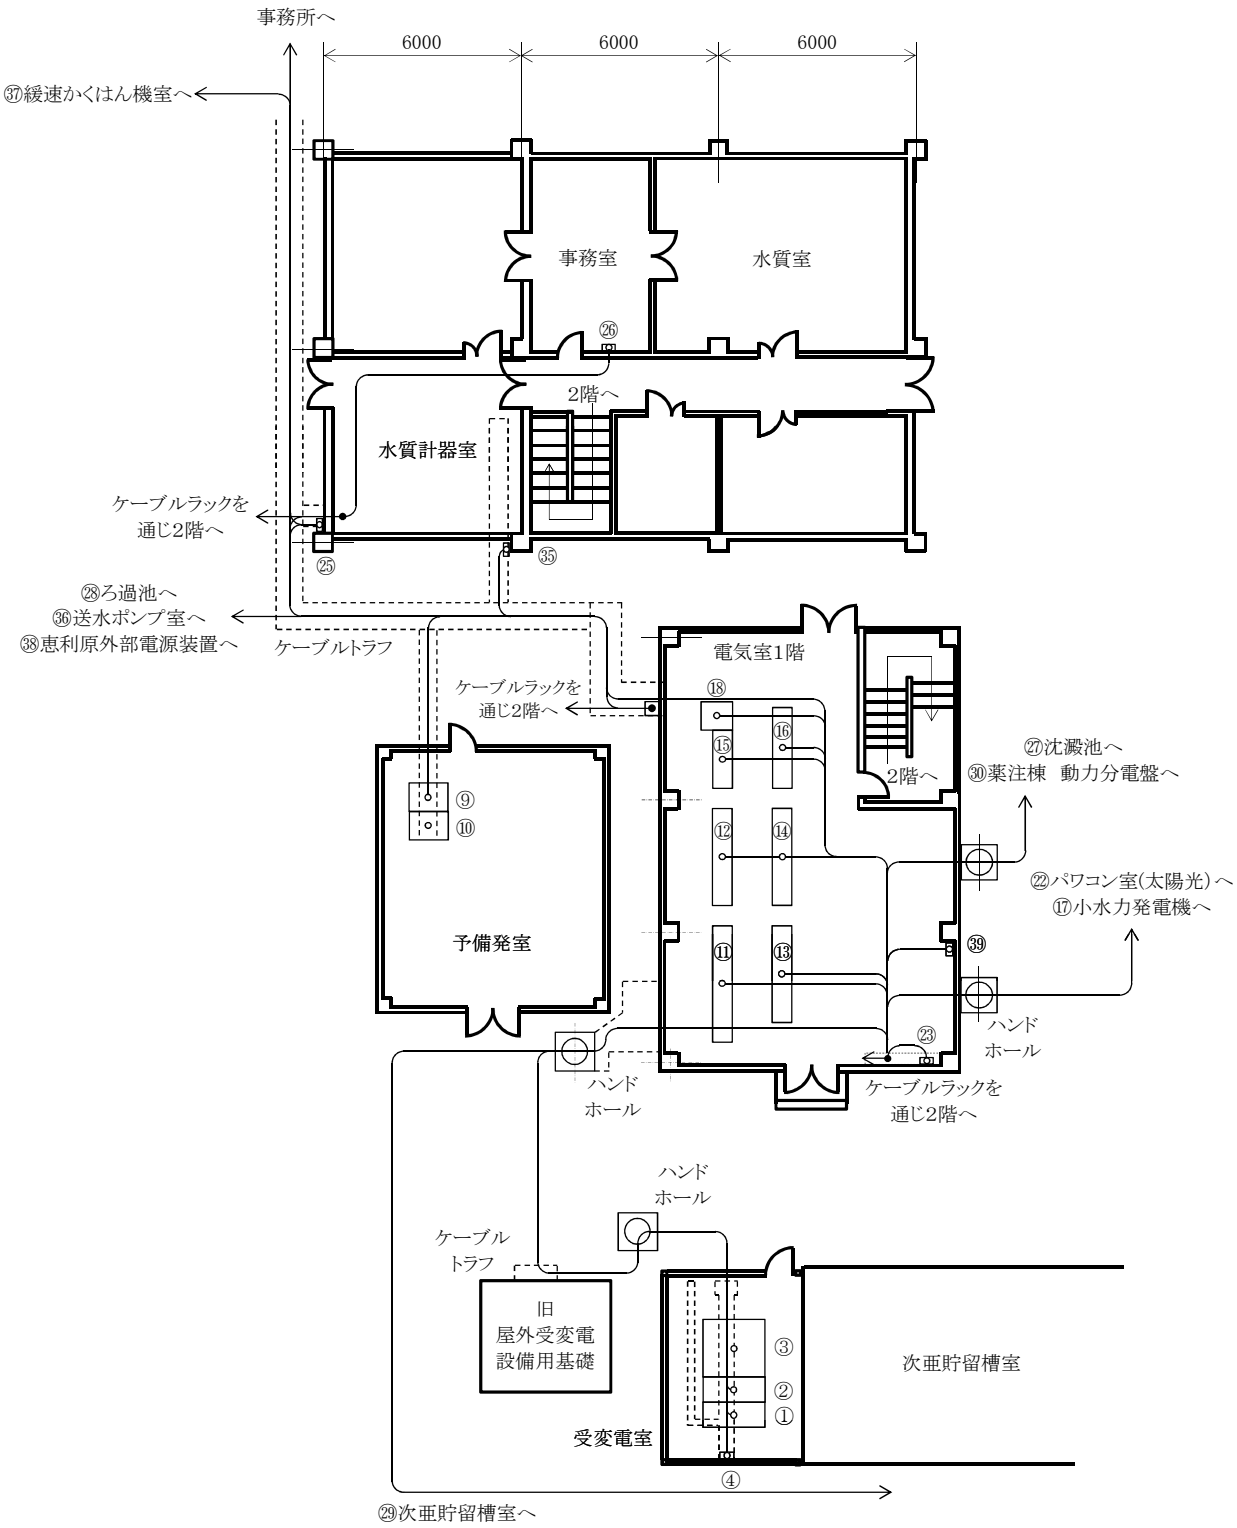 事務所へ
6000
6000
6000
㊲緩速かくはん機室へ
事務室
水質室
㉖
2階へ
水質計器室
ケーブルラックを
通じ2階へ
㉕
㉟
㉘ろ過池へ
㊱送水ポンプ室へ
㊳恵利原外部電源装置へ
ケーブルトラフ
電気室1階
ケーブルラックを
通じ2階へ
⑱
⑯
⑮
2階へ
㉗沈澱池へ
㉚薬注棟 動力分電盤へ
⑨
⑩
⑫
⑭
㉒パワコン室(太陽光)へ
⑰小水力発電機へ
予備発室
⑪
⑬
㊴
ハンド
ホール
㉓
ハンド
ホール
ケーブルラックを
通じ2階へ
ハンド
ホール
ケーブル
トラフ
旧
屋外受変電
設備用基礎
③
②
①
次亜貯留槽室
受変電室
④
㉙次亜貯留槽室へ